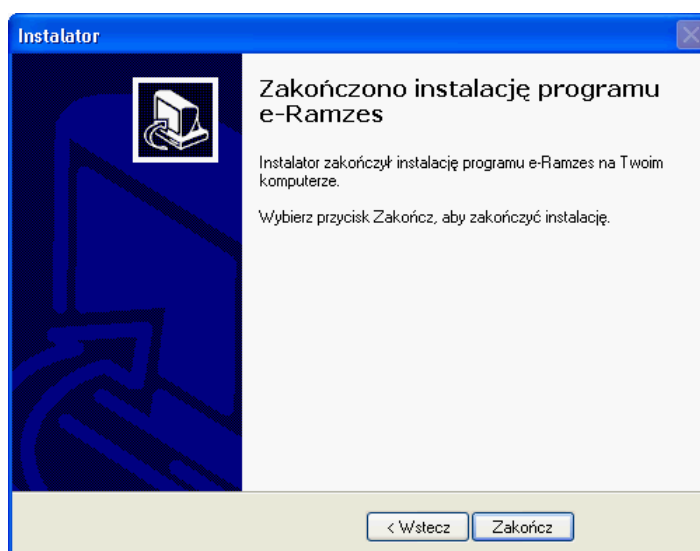 Instalator
Zakończono instalację programu
e-Ramzes
Instalator zakończył instalację programu e-Ramzes na Twoim
komputerze.
Wybierz przycisk Zakończ, aby zakończyć instalację.
< Wstecz
Zakończ